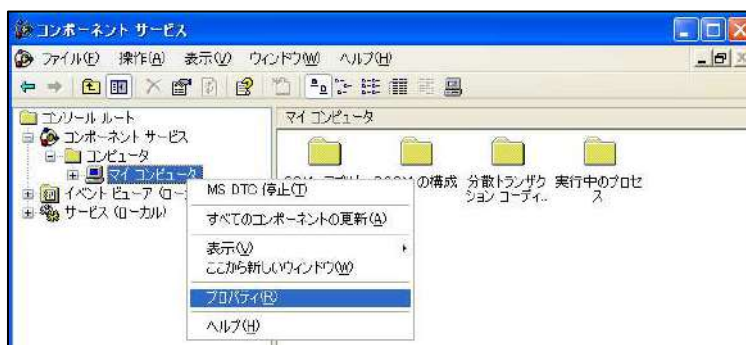 コンポーネント サービス
ファイル(F) 操作(A) 表示(V) ウィンドウ(W) ヘルプ(H)
コンソール ルート
コンポーネント サービス
コンピュータ
マイ コンピュータ
イベント ビューア (ロー
サービス (ローカル)
マイ コンピュータ
の構成
分散トランザク
ション コーディ..
実行中のプロセ
ス
MS DTC 停止(T)
すべてのコンポーネントの更新(A)
表示(V)
ここから新しいウィンドウ(W)
プロパティ(R)
ヘルプ(H)